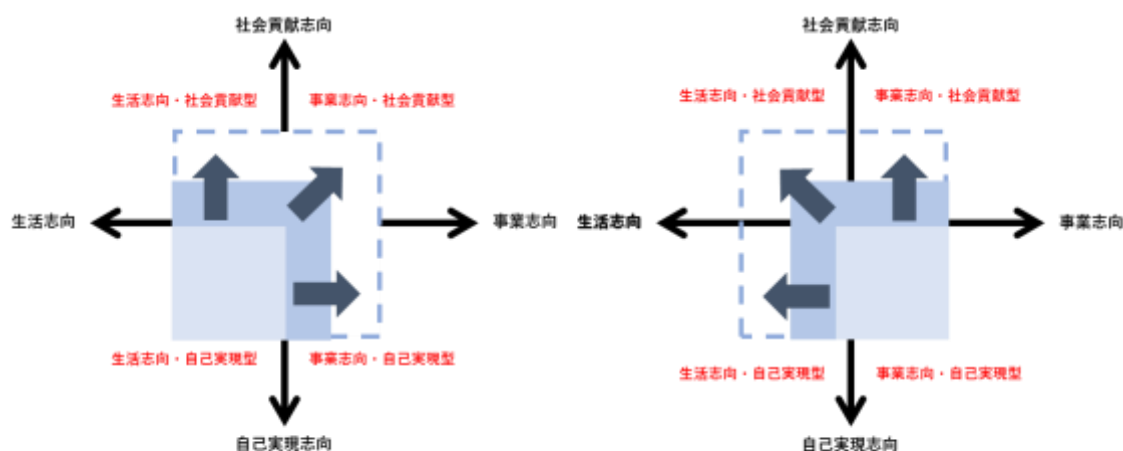 社会貢献志向
生活志向・社会貢献型
事業志向・社会貢献型
生活志向
事業志向
生活志向・自己実現型
事業志向・自己実現型
自己実現志向
社会貢献志向
生活志向・社会貢献型
事業志向・社会貢献型
生活志向
事業志向
生活志向・自己実現型
事業志向・自己実現型
自己実現志向